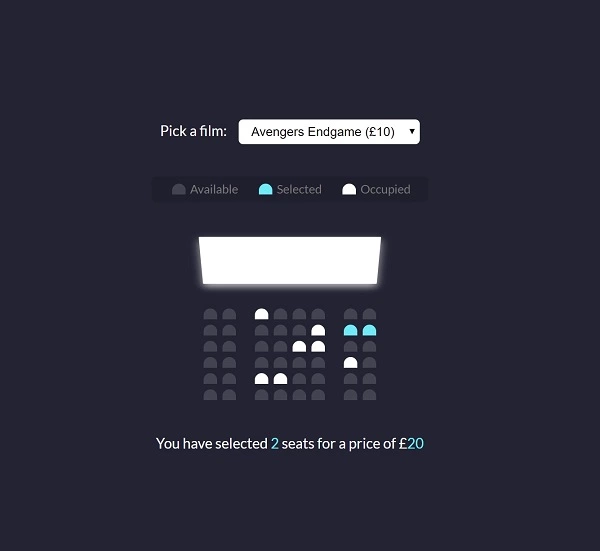 Pick a film: Avengers Endgame (£10)
Available Selected Occupied
You have selected 2 seats for a price of £20